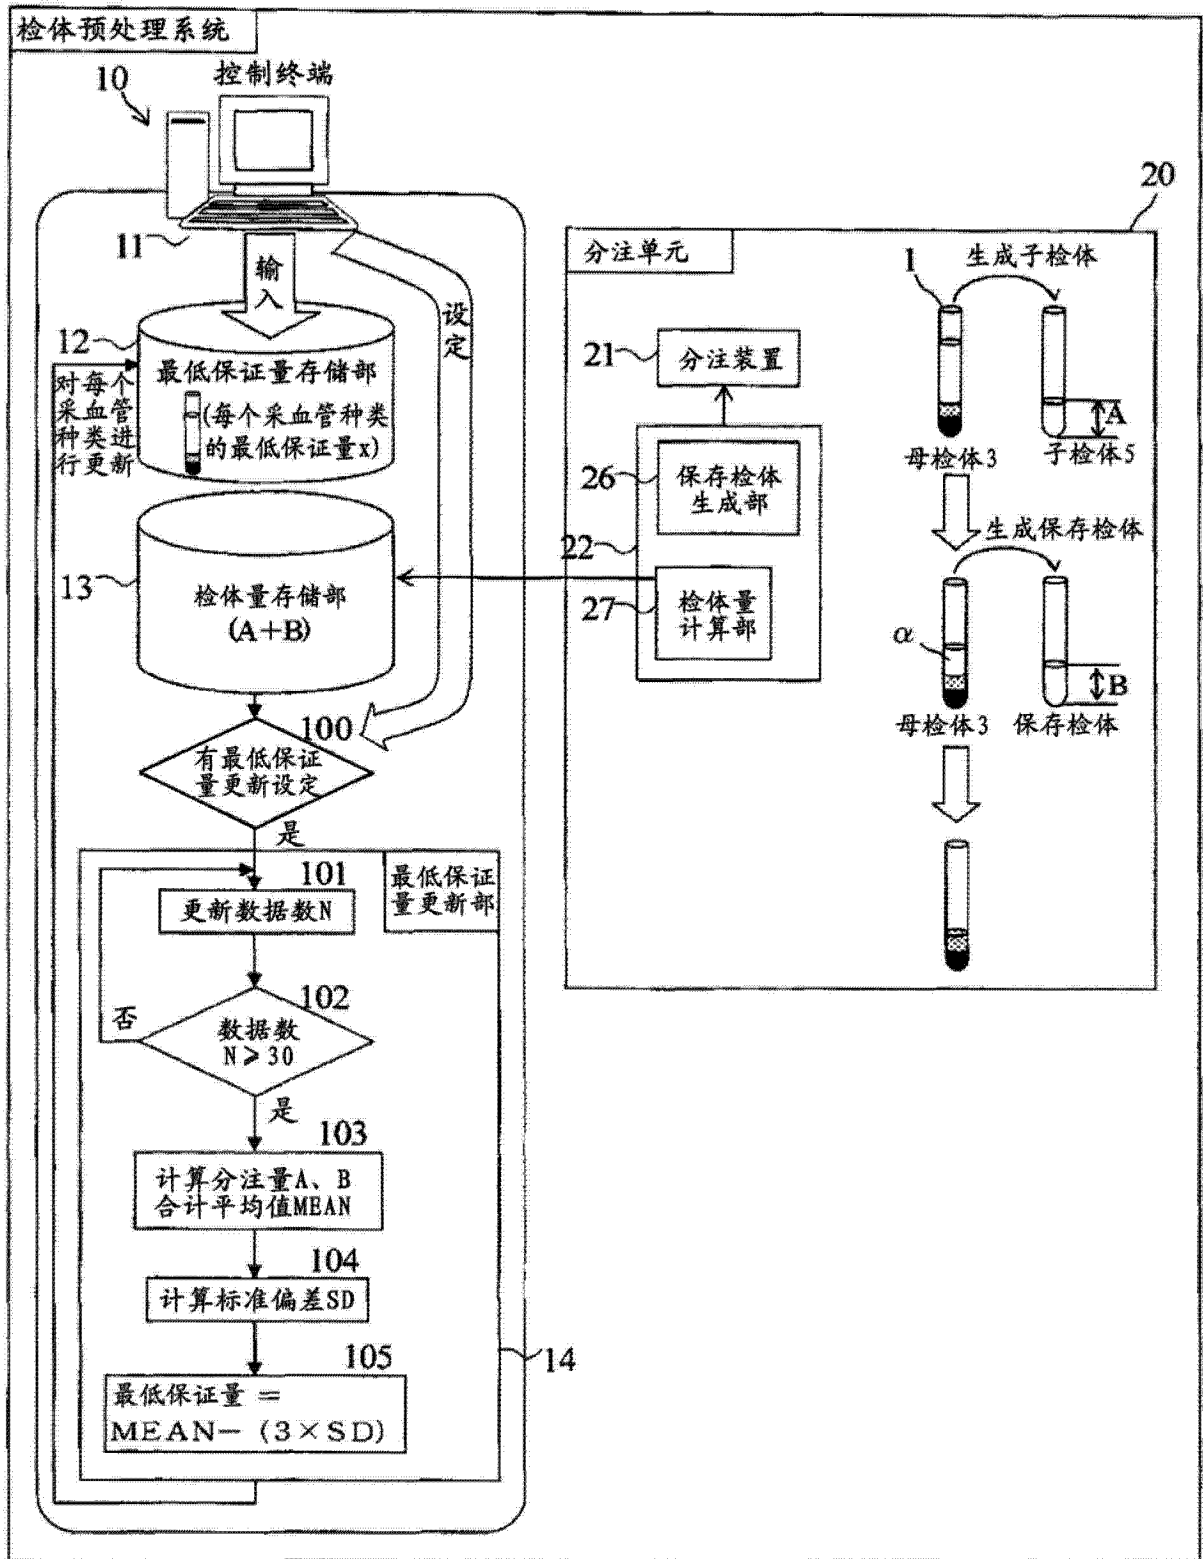 检体预处理系统
10
控制终端
11
输
入
设
定
12
最低保证量存储部
(每个采血管种类
的最低保证量x)
对每个
采血管
种类进
行更新
13
检体量存储部
(A+B)
100
有最低保证
量更新设定
是
最低保证
量更新部
101
更新数据数N
102
数据数
N≥30
否
是
103
计算分注量A、B
合计平均值MEAN
104
计算标准偏差SD
105
最低保证量 =
MEAN-(3×SD)
14
20
分注单元
21
分注装置
22
26
保存检体
生成部
27
检体量
计算部
1
生成子检体
A
母检体3
子检体5
生成保存检体
α
B
母检体3
保存检体